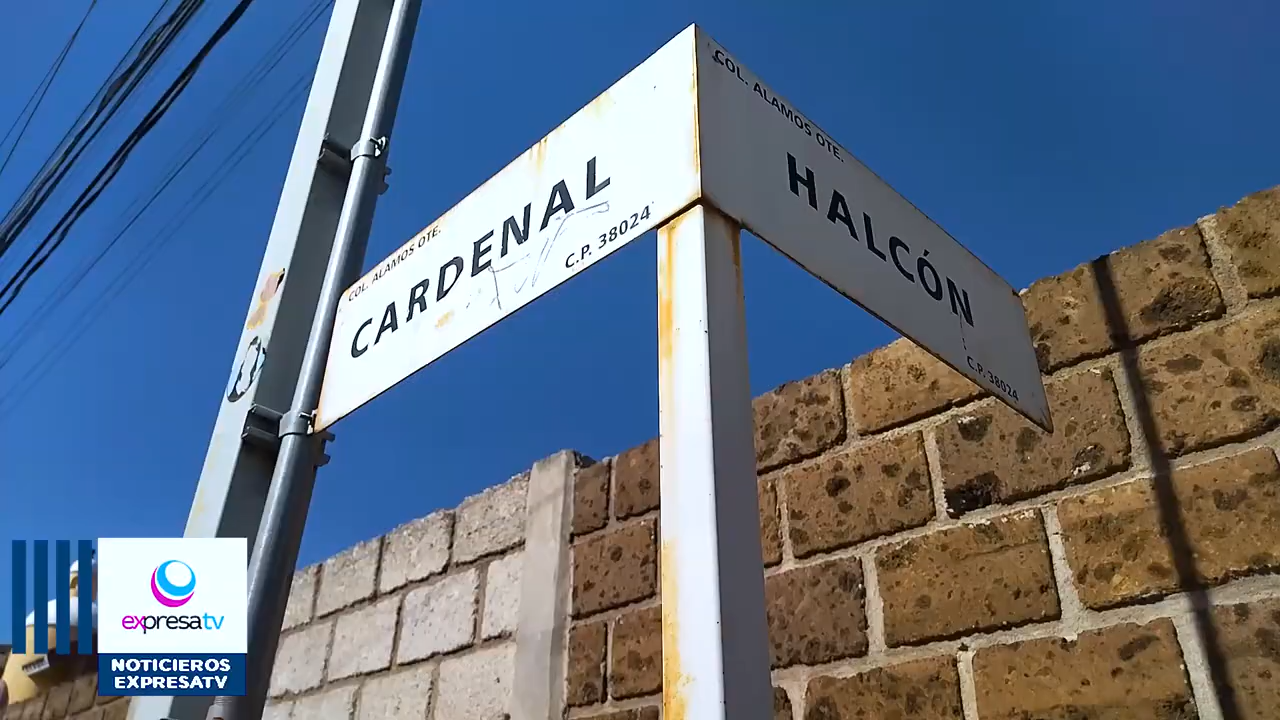 COL. ALAMOS OTE.
CARDENAL
C.P. 38024
COL. ALAMOS OTE.
HALCÓN
C.P. 38024
expresatv
NOTICIEROS
EXPRESATV